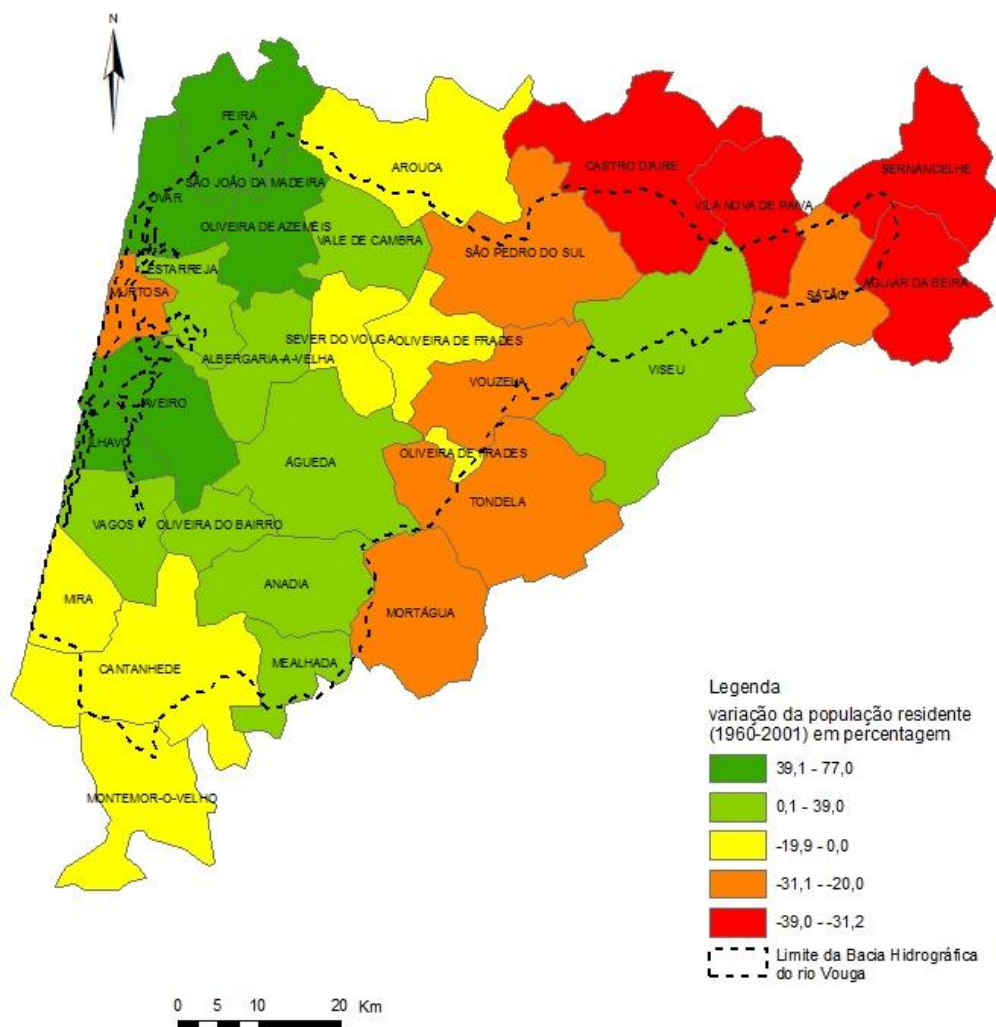 N
FEIRA
AROUCA
CASTRO D'AIRE
SERNANCELHE
SÃO JOÃO DA MADEIRA
OVAR
VILA NOVA DE PAIVA
OLIVEIRA DE AZEMÉIS
VALE DE CAMBRA
SÃO PEDRO DO SUL
ESTARREJA
AGUIAR DA BEIRA
MURTOSA
SÁTÃO
SEVER DO VOUGA
OLIVEIRA DE FRADES
ALBERGARIA-A-VELHA
VISEU
VOUZELA
AVEIRO
ILHAVO
OLIVEIRA DE FRADES
ÁGUEDA
TONDELA
VAGOS
OLIVEIRA DO BAIRRO
ANADIA
MIRA
MORTÁGUA
MEALHADA
CANTANHEDE
MONTEMOR-O-VELHO
Legenda
variação da população residente
(1960-2001) em percentagem
39,1 - 77,0
0,1 - 39,0
-19,9 - 0,0
-31,1 - -20,0
-39,0 - -31,2
Limite da Bacia Hidrográfica
do rio Vouga
0 5 10 20 Km